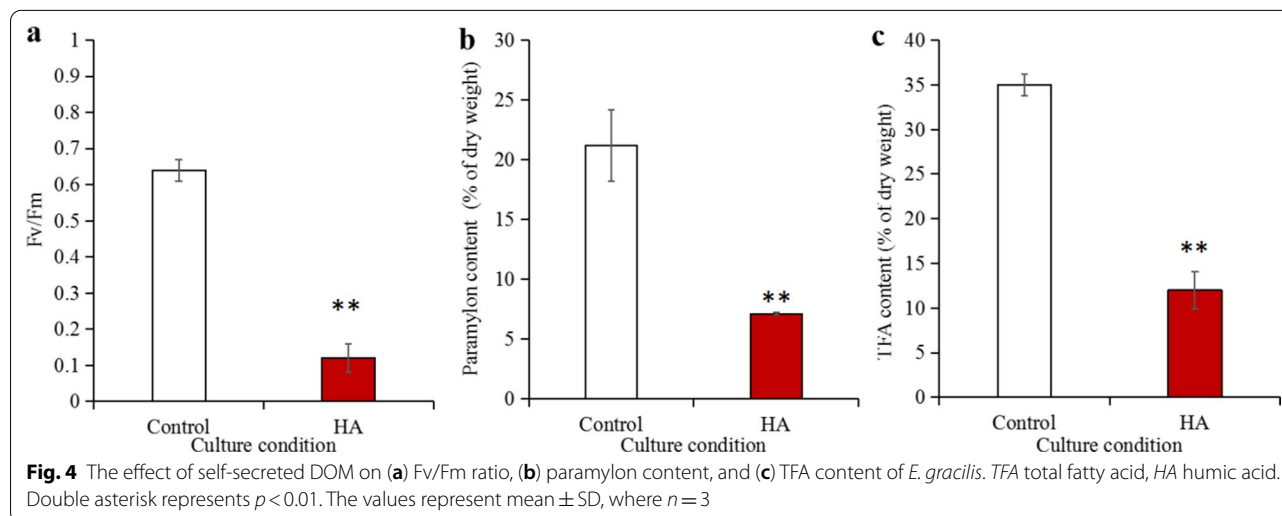 a
1
0.9
0.8
0.7
0.6
0.5
0.4
0.3
0.2
0.1
0
Fv/Fm
**
Control HA
Culture condition
b
30
25
20
15
10
5
0
Paramylon content (% of dry weight)
**
Control HA
Culture condition
c
40
35
30
25
20
15
10
5
0
TFA content (% of dry weight)
**
Control HA
Culture condition
Fig. 4 The effect of self-secreted DOM on (a) Fv/Fm ratio, (b) paramylon content, and (c) TFA content of E. gracilis. TFA total fatty acid, HA humic acid.
Double asterisk represents p < 0.01. The values represent mean ± SD, where n = 3